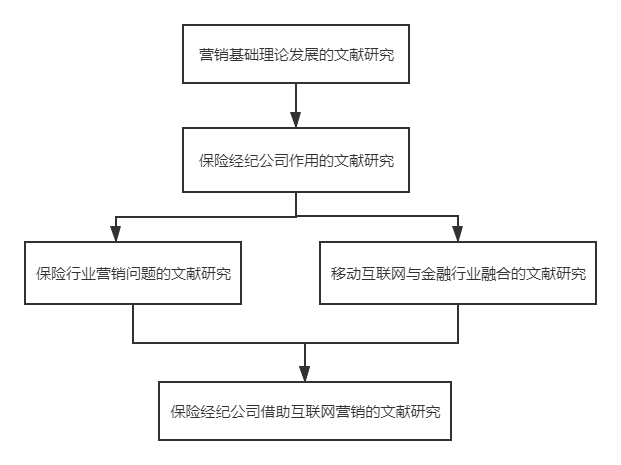 营销基础理论发展的文献研究
保险经纪公司作用的文献研究
保险行业营销问题的文献研究
移动互联网与金融行业融合的文献研究
保险经纪公司借助互联网营销的文献研究